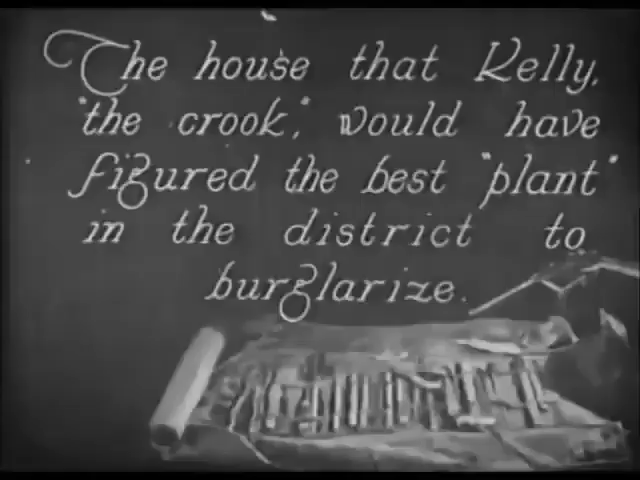 The house that Kelly,
"the crook," would have
figured the best "plant"
in the district to
burglarize.